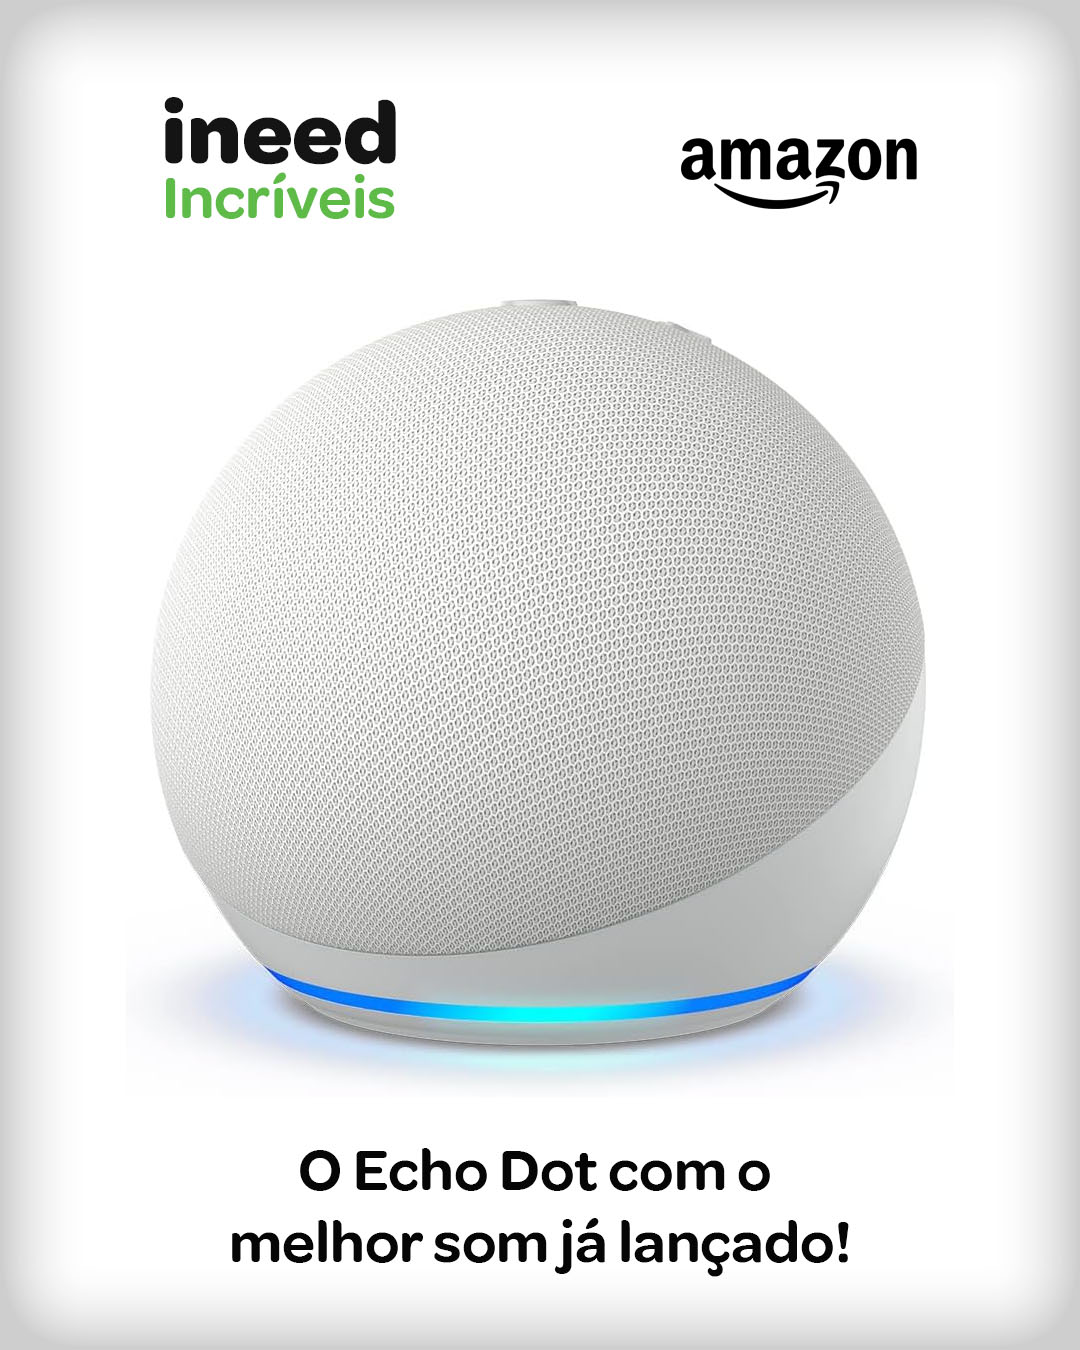 ineed
Incríveis
amazon
O Echo Dot com o
melhor som já lançado!